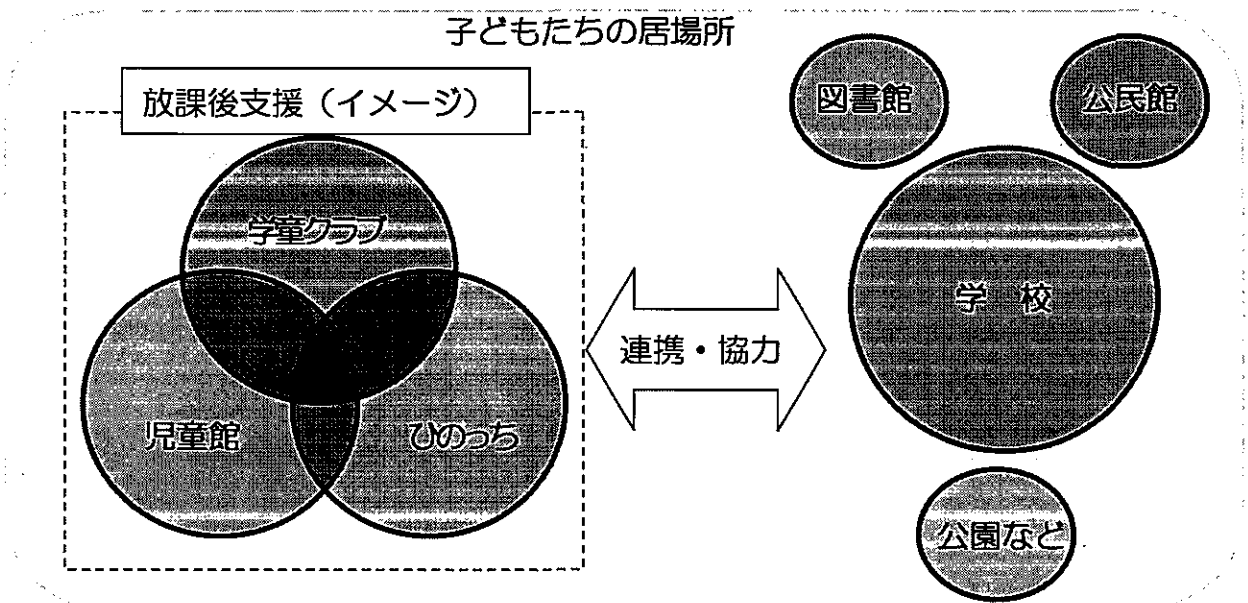 子どもたちの居場所
放課後支援（イメージ）
学童クラブ
児童館
ひのっち
連携・協力
図書館
公民館
学　校
公園など